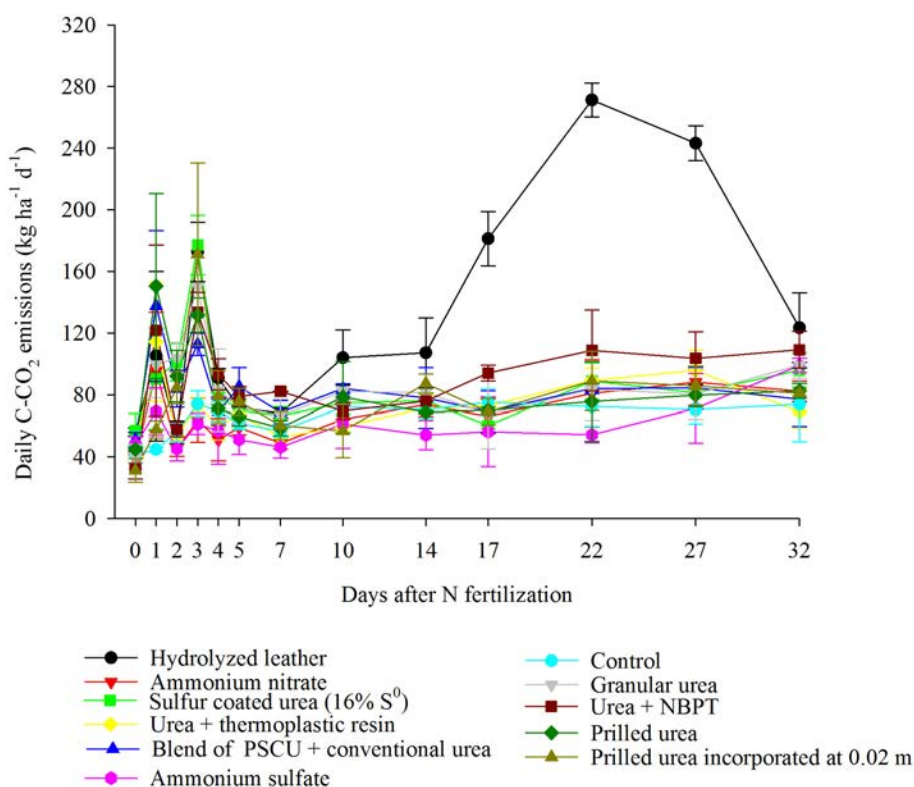 320
280
240
200
160
120
80
40
0
Daily C-CO₂ emissions (kg ha⁻¹ d⁻¹)
0 1 2 3 4 5 7 10 14 17 22 27 32
Days after N fertilization
Hydrolyzed leather
Ammonium nitrate
Sulfur coated urea (16% S⁰)
Urea + thermoplastic resin
Blend of PSCU + conventional urea
Ammonium sulfate
Control
Granular urea
Urea + NBPT
Prilled urea
Prilled urea incorporated at 0.02 m